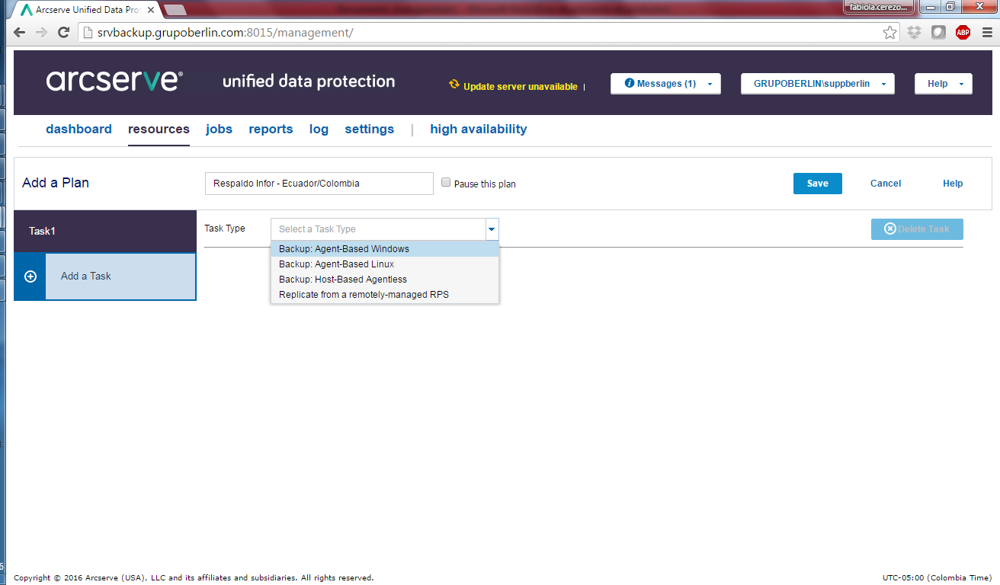 Arcserve Unified Data Prot
fabiola.cerezo...
srvbackup.grupoberlin.com:8015/management/
ABP
arcserve®
unified data protection
Update server unavailable |
Messages (1)
GRUPOBERLIN\suppberlin
Help
dashboard resources jobs reports log settings | high availability
Add a Plan
Respaldo Infor - Ecuador/Colombia
Pause this plan
Save
Cancel
Help
Task1
Task Type
Select a Task Type
Delete Task
Backup: Agent-Based Windows
Backup: Agent-Based Linux
Backup: Host-Based Agentless
Replicate from a remotely-managed RPS
Add a Task
Copyright © 2016 Arcserve (USA), LLC and its affiliates and subsidiaries. All rights reserved.
UTC-05:00 (Colombia Time)